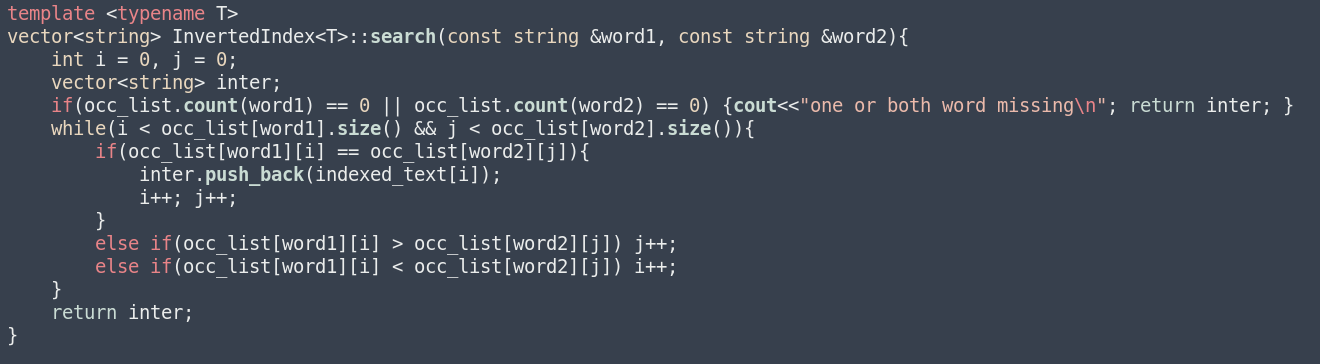 template <typename T>
vector<string> InvertedIndex<T>::search(const string &word1, const string &word2){
    int i = 0, j = 0;
    vector<string> inter;
    if(occ_list.count(word1) == 0 || occ_list.count(word2) == 0) {cout<<"one or both word missing\n"; return inter; }
    while(i < occ_list[word1].size() && j < occ_list[word2].size()){
        if(occ_list[word1][i] == occ_list[word2][j]){
            inter.push_back(indexed_text[i]);
            i++; j++;
        }
        else if(occ_list[word1][i] > occ_list[word2][j]) j++;
        else if(occ_list[word1][i] < occ_list[word2][j]) i++;
    }
    return inter;
}